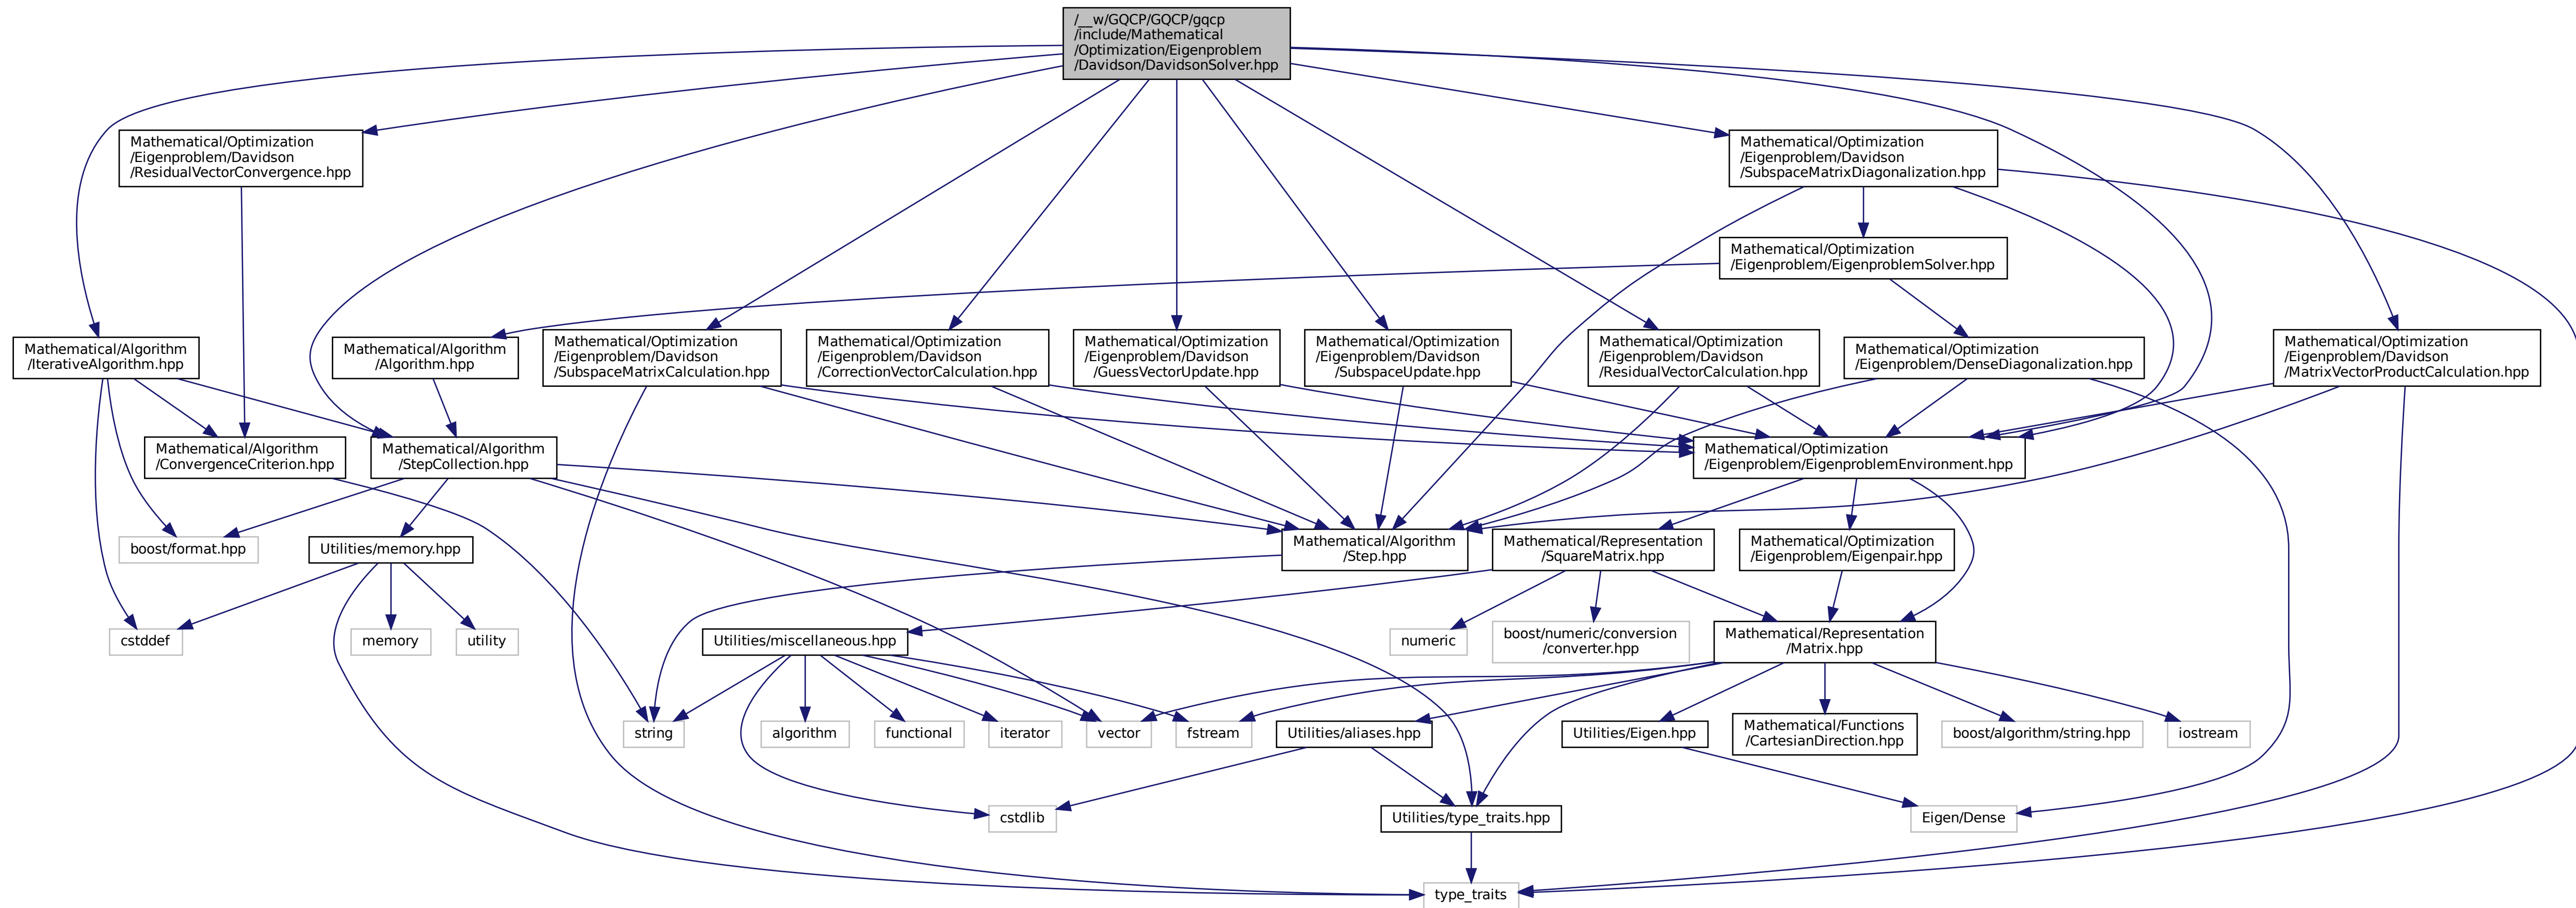 /__w/GQCP/GQCP/gqcp
/include/Mathematical
/Optimization/Eigenproblem
/Davidson/DavidsonSolver.hpp
Mathematical/Optimization
/Eigenproblem/Davidson
/ResidualVectorConvergence.hpp
Mathematical/Optimization
/Eigenproblem/Davidson
/SubspaceMatrixDiagonalization.hpp
Mathematical/Optimization
/Eigenproblem/EigenproblemSolver.hpp
Mathematical/Algorithm
/IterativeAlgorithm.hpp
Mathematical/Algorithm
/Algorithm.hpp
Mathematical/Optimization
/Eigenproblem/Davidson
/SubspaceMatrixCalculation.hpp
Mathematical/Optimization
/Eigenproblem/Davidson
/CorrectionVectorCalculation.hpp
Mathematical/Optimization
/Eigenproblem/Davidson
/GuessVectorUpdate.hpp
Mathematical/Optimization
/Eigenproblem/Davidson
/SubspaceUpdate.hpp
Mathematical/Optimization
/Eigenproblem/Davidson
/ResidualVectorCalculation.hpp
Mathematical/Optimization
/Eigenproblem/DenseDiagonalization.hpp
Mathematical/Optimization
/Eigenproblem/Davidson
/MatrixVectorProductCalculation.hpp
Mathematical/Algorithm
/ConvergenceCriterion.hpp
Mathematical/Algorithm
/StepCollection.hpp
Mathematical/Optimization
/Eigenproblem/EigenproblemEnvironment.hpp
boost/format.hpp
Utilities/memory.hpp
Mathematical/Algorithm
/Step.hpp
Mathematical/Representation
/SquareMatrix.hpp
Mathematical/Optimization
/Eigenproblem/Eigenpair.hpp
cstddef
memory
utility
Utilities/miscellaneous.hpp
numeric
boost/numeric/conversion
/converter.hpp
Mathematical/Representation
/Matrix.hpp
string
algorithm
functional
iterator
vector
fstream
Utilities/aliases.hpp
Utilities/Eigen.hpp
Mathematical/Functions
/CartesianDirection.hpp
boost/algorithm/string.hpp
iostream
cstdlib
Utilities/type_traits.hpp
Eigen/Dense
type_traits